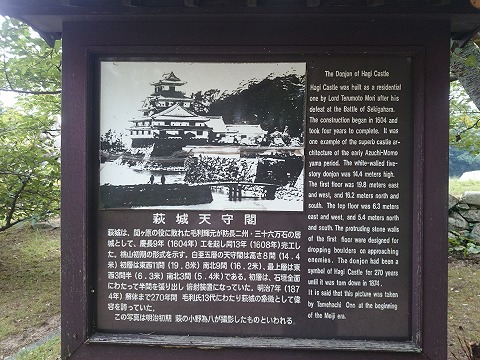 萩城天守閣
萩城は、関ヶ原の役に敗れた毛利輝元が防長二州・三十六万石の居
城として、慶長9年（1604年）工を起し同13年（1608年）完工し
た。桃山初期の形式を示す。白亜五層の天守閣は高さ8間（14.4
米）初層は東西11間（19.8米）南北9間（16.2米）、最上層は東
西3間半（6.3米）南北3間（5.4米）である。初層は、石垣全面
にわたって半間を張り出し俯射装置になっていた。明治7年（187
4年）解体まで270年間 毛利氏13代にわたり萩城の象徴として偉
容を誇っていた。
この写真は明治初期 萩の小野為八が撮影したものといわれる。
The Donjon of Hagi Castle
Hagi Castle was built as a residential
one by Lord Terumoto Mori after his
defeat at the Battle of Sekigahara.
The construction began in 1604 and
took four years to complete. It was
one example of the superb castle ar-
chitecture of the early Azuchi-Momo-
yama period. The white-walled five-
story donjon was 14.4 meters high.
The first floor was 19.8 meters east
and west, and 16.2 meters north and
south. The top floor was 6.3 meters
east and west, and 5.4 meters north
and south. The protruding stone walls
of the first floor were designed for
dropping boulders on approaching
enemies. The donjon had been a
symbol of Hagi Castle for 270 years
until it was torn down in 1874.
It is said that this picture was taken
by Tamehachi Ono at the beginning
of the Meiji era.